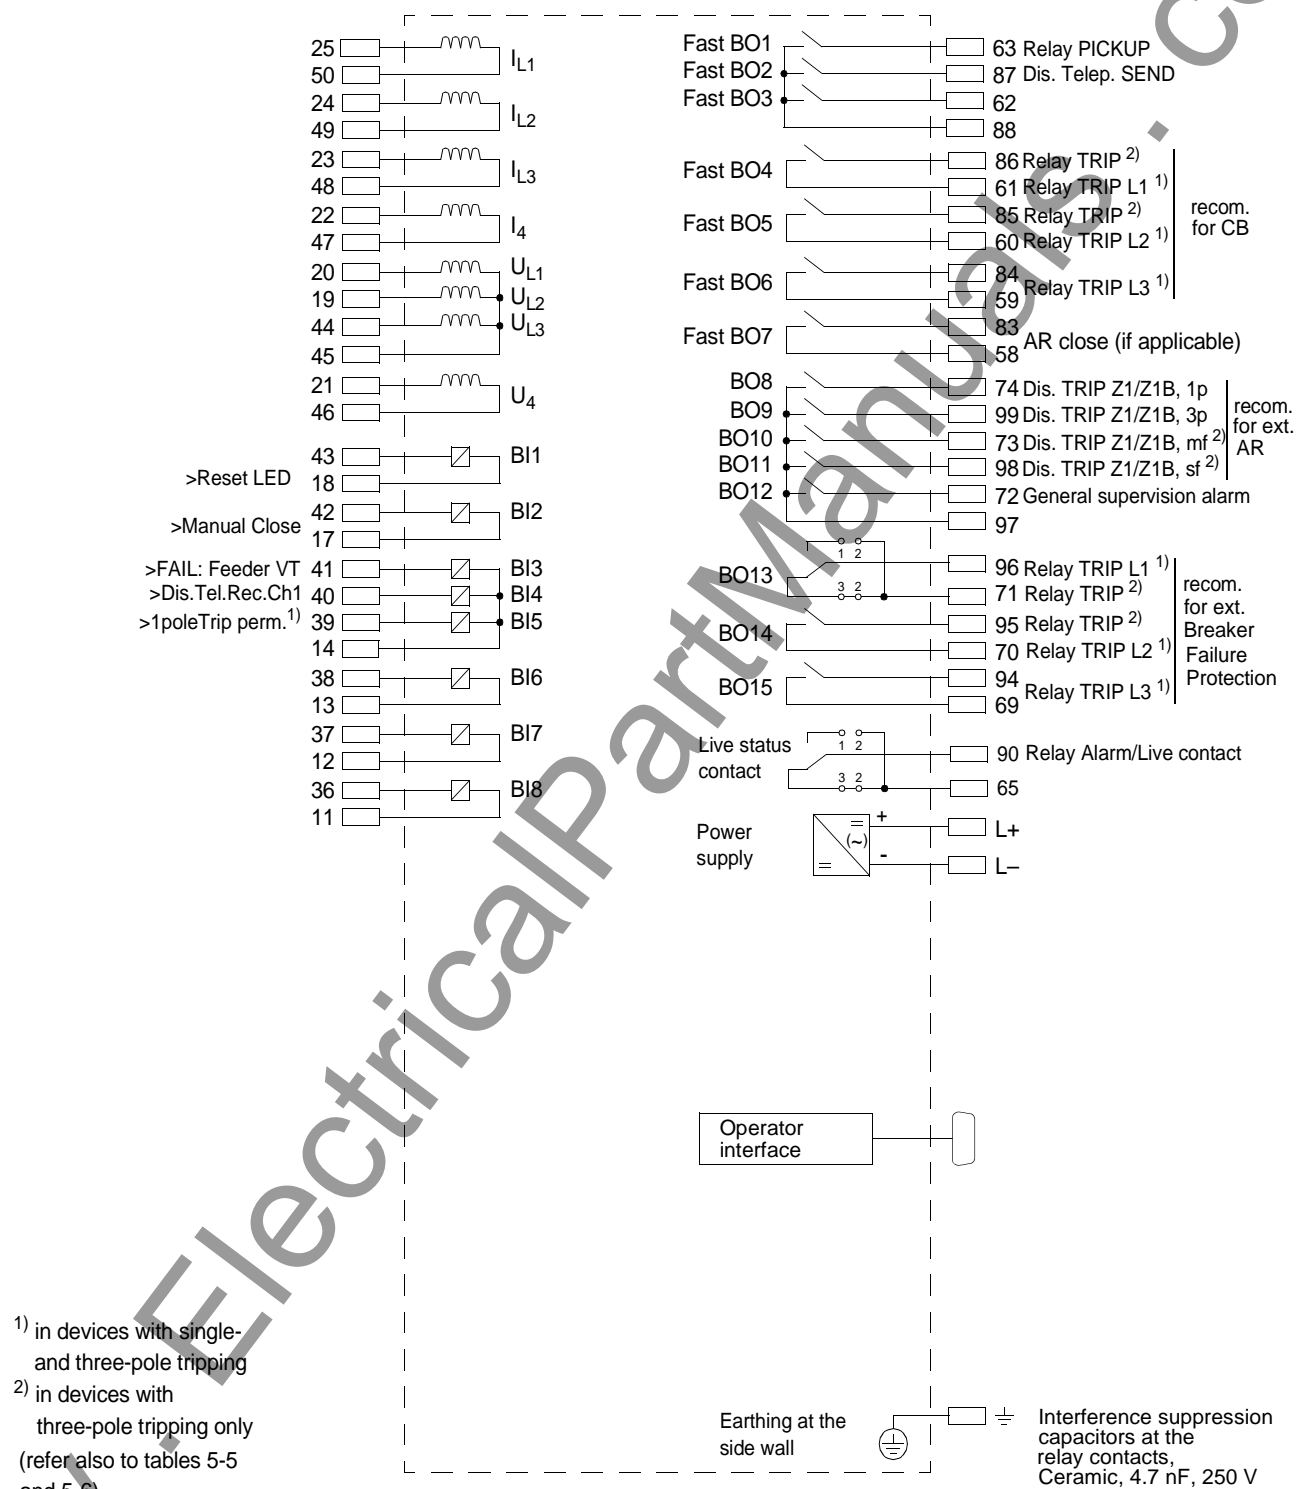 25
50
I L1
24
49
I L2
23
48
I L3
22
47
I 4
20
U L1
19
U L2
44
U L3
45
21
46
U 4
43
18
>Reset LED
BI1
42
17
>Manual Close
BI2
>FAIL: Feeder VT 41
BI3
>Dis.Tel.Rec.Ch1 40
BI4
>1poleTrip perm. 1) 39
BI5
14
38
13
BI6
37
12
BI7
36
11
BI8
Fast BO1
63 Relay PICKUP
Fast BO2
87 Dis. Telep. SEND
Fast BO3
62
88
Fast BO4
86 Relay TRIP 2)
61 Relay TRIP L1 1)
Fast BO5
85 Relay TRIP 2)
60 Relay TRIP L2 1)
Fast BO6
84
59
Relay TRIP L3 1)
recom.
for CB
Fast BO7
83
58
AR close (if applicable)
BO8
74 Dis. TRIP Z1/Z1B, 1p
BO9
99 Dis. TRIP Z1/Z1B, 3p
BO10
73 Dis. TRIP Z1/Z1B, mf 2)
BO11
98 Dis. TRIP Z1/Z1B, sf 2)
recom.
for ext.
AR
BO12
72 General supervision alarm
97
BO13
1 2
3 2
96 Relay TRIP L1 1)
71 Relay TRIP 2)
BO14
95 Relay TRIP 2)
70 Relay TRIP L2 1)
BO15
94
69
Relay TRIP L3 1)
recom.
for ext.
Breaker
Failure
Protection
Live status
contact
1 2
3 2
90 Relay Alarm/Live contact
65
Power
supply
=
(~)
=
+
-
L+
L–
Operator
interface
Earthing at the
side wall
Interference suppression
capacitors at the
relay contacts,
Ceramic, 4.7 nF, 250 V
1) in devices with single-
and three-pole tripping
2) in devices with
three-pole tripping only
(refer also to tables 5-5
and 5-6)
. ElectricalPartManuals . co